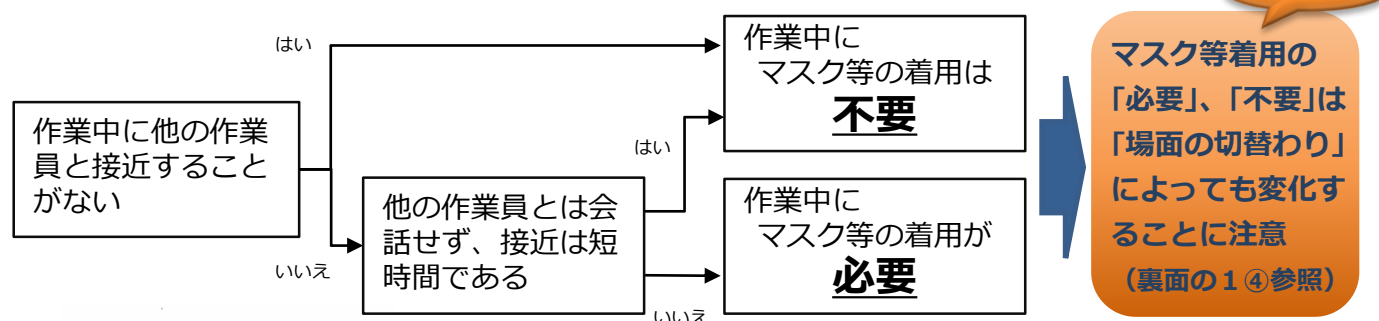 はい
作業中に他の作業
員と接近すること
がない
いいえ
他の作業員とは会
話せず、接近は短
時間である
はい
いいえ
作業中に
マスク等の着用は
不要
作業中に
マスク等の着用が
必要
マスク等着用の
「必要」、「不要」は
「場面の切替わり」
によっても変化す
ることに注意
（裏面の１④参照）